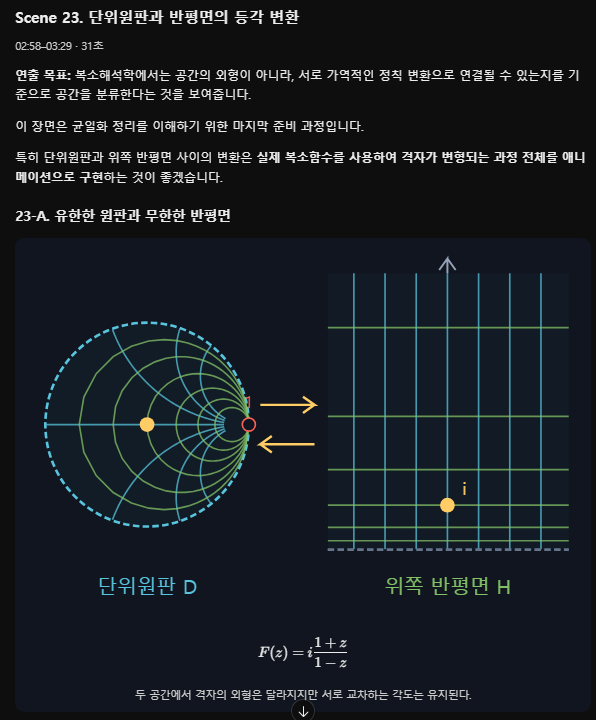 Scene 23. 단위원판과 반평면의 등각 변환
02:58–03:29 · 31초
연출 목표: 복소해석학에서는 공간의 외형이 아니라, 서로 가역적인 정칙 변환으로 연결될 수 있는지를 기
준으로 공간을 분류한다는 것을 보여줍니다.
이 장면은 균일화 정리를 이해하기 위한 마지막 준비 과정입니다.
특히 단위원판과 위쪽 반평면 사이의 변환은 실제 복소함수를 사용하여 격자가 변형되는 과정 전체를 애니
메이션으로 구현하는 것이 좋겠습니다.
23-A. 유한한 원판과 무한한 반평면
i
단위원판 D
위쪽 반평면 H
F(z) = i\frac{1+z}{1-z}
두 공간에서 격자의 외형은 달라지지만 서로 교차하는 각도는 유지된다.